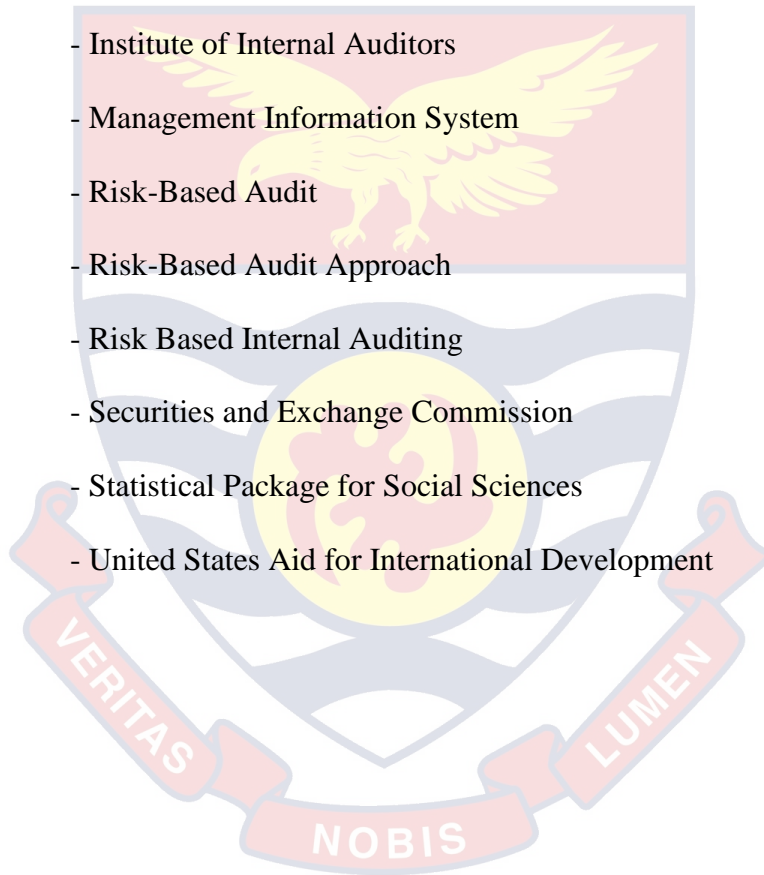 - Institute of Internal Auditors
- Management Information System
- Risk-Based Audit
- Risk-Based Audit Approach
- Risk Based Internal Auditing
- Securities and Exchange Commission
- Statistical Package for Social Sciences
- United States Aid for International Development
VERITAS
NOBIS
LUMEN